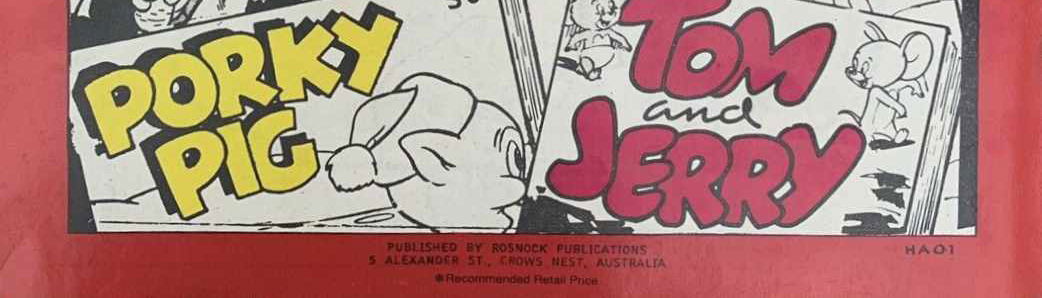 PORKY
PIG
TOM
and
JERRY
PUBLISHED BY ROSNOCK PUBLICATIONS
5 ALEXANDER ST., CROWS NEST, AUSTRALIA
HA01
*Recommended Retail Price